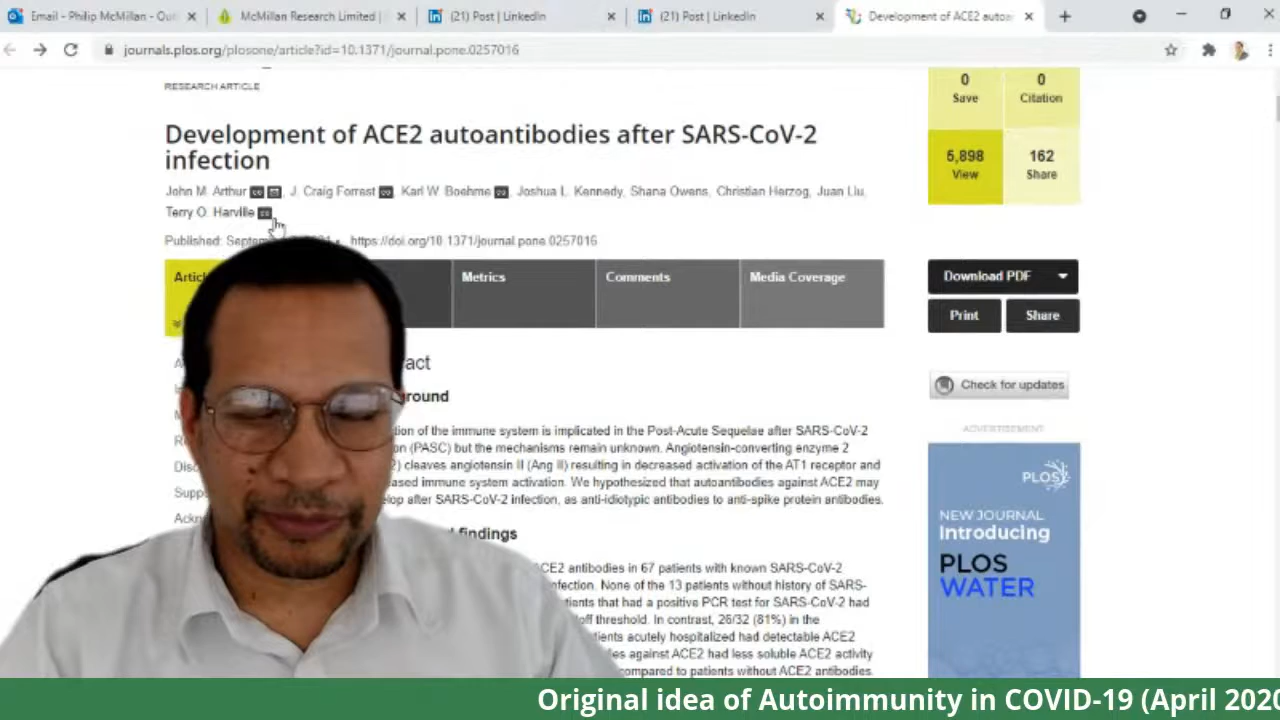 Email - Philip McMillan - Out
McMillan Research Limited |
(21) Post | LinkedIn
(21) Post | LinkedIn
Development of ACE2 autoa
journals.plos.org/plosone/article?id=10.1371/journal.pone.0257016
RESEARCH ARTICLE
Development of ACE2 autoantibodies after SARS-CoV-2
infection
John M. Arthur, J. Craig Forrest, Karl W. Boehme, Joshua L. Kennedy, Shana Owens, Christian Herzog, Juan Liu,
Terry O. Harville
Published: Septem
https://doi.org/10.1371/journal.pone.0257016
0
Save
0
Citation
5,898
View
162
Share
Articl
Metrics
Comments
Media Coverage
Download PDF
Print
Share
Check for updates
ADVERTISEMENT
act
round
tion of the immune system is implicated in the Post-Acute Sequelae after SARS-CoV-2
on (PASC) but the mechanisms remain unknown. Angiotensin-converting enzyme 2
2) cleaves angiotensin II (Ang II) resulting in decreased activation of the AT1 receptor and
ased immune system activation. We hypothesized that autoantibodies against ACE2 may
lop after SARS-CoV-2 infection, as anti-idiotypic antibodies to anti-spike protein antibodies.
findings
ACE2 antibodies in 67 patients with known SARS-CoV-2
nfection. None of the 13 patients without history of SARS-
tients that had a positive PCR test for SARS-CoV-2 had
off threshold. In contrast, 26/32 (81%) in the
tients acutely hospitalized had detectable ACE2
ies against ACE2 had less soluble ACE2 activity
compared to patients without ACE2 antibodies.
Disc
Supp
Ackn
PLOS
NEW JOURNAL
Introducing
PLOS
WATER
Original idea of Autoimmunity in COVID-19 (April 2020